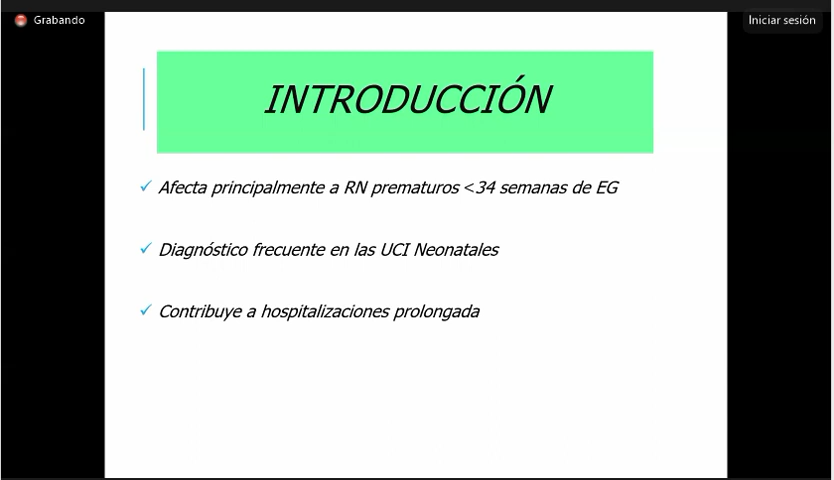 Grabando
Iniciar sesión
INTRODUCCIÓN
Afecta principalmente a RN prematuros <34 semanas de EG
Diagnóstico frecuente en las UCI Neonatales
Contribuye a hospitalizaciones prolongada